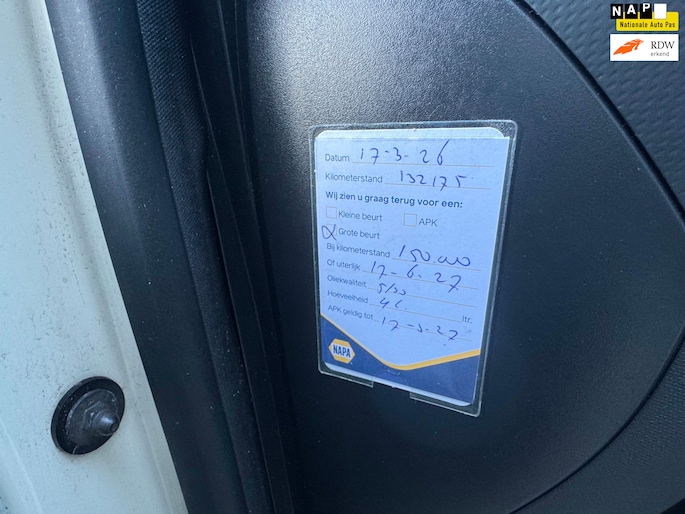 NAP
Nationale Auto Pas
RDW
erkend
Datum 17-3-26
Kilometerstand 132175
Wij zien u graag terug voor een:
Kleine beurt APK
X Grote beurt
Bij kilometerstand 150.000
Of uiterlijk 17-6-27
Oliekwaliteit 5/30
Hoeveelheid 4 L ltr.
APK geldig tot 17-3-27
NAPA